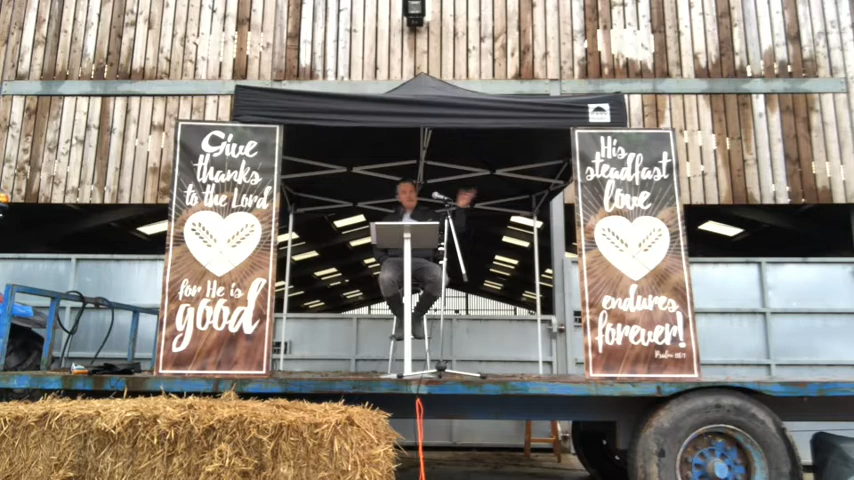 Give
thanks
to the Lord
for He is
good
His
steadfast
love
endures
forever!